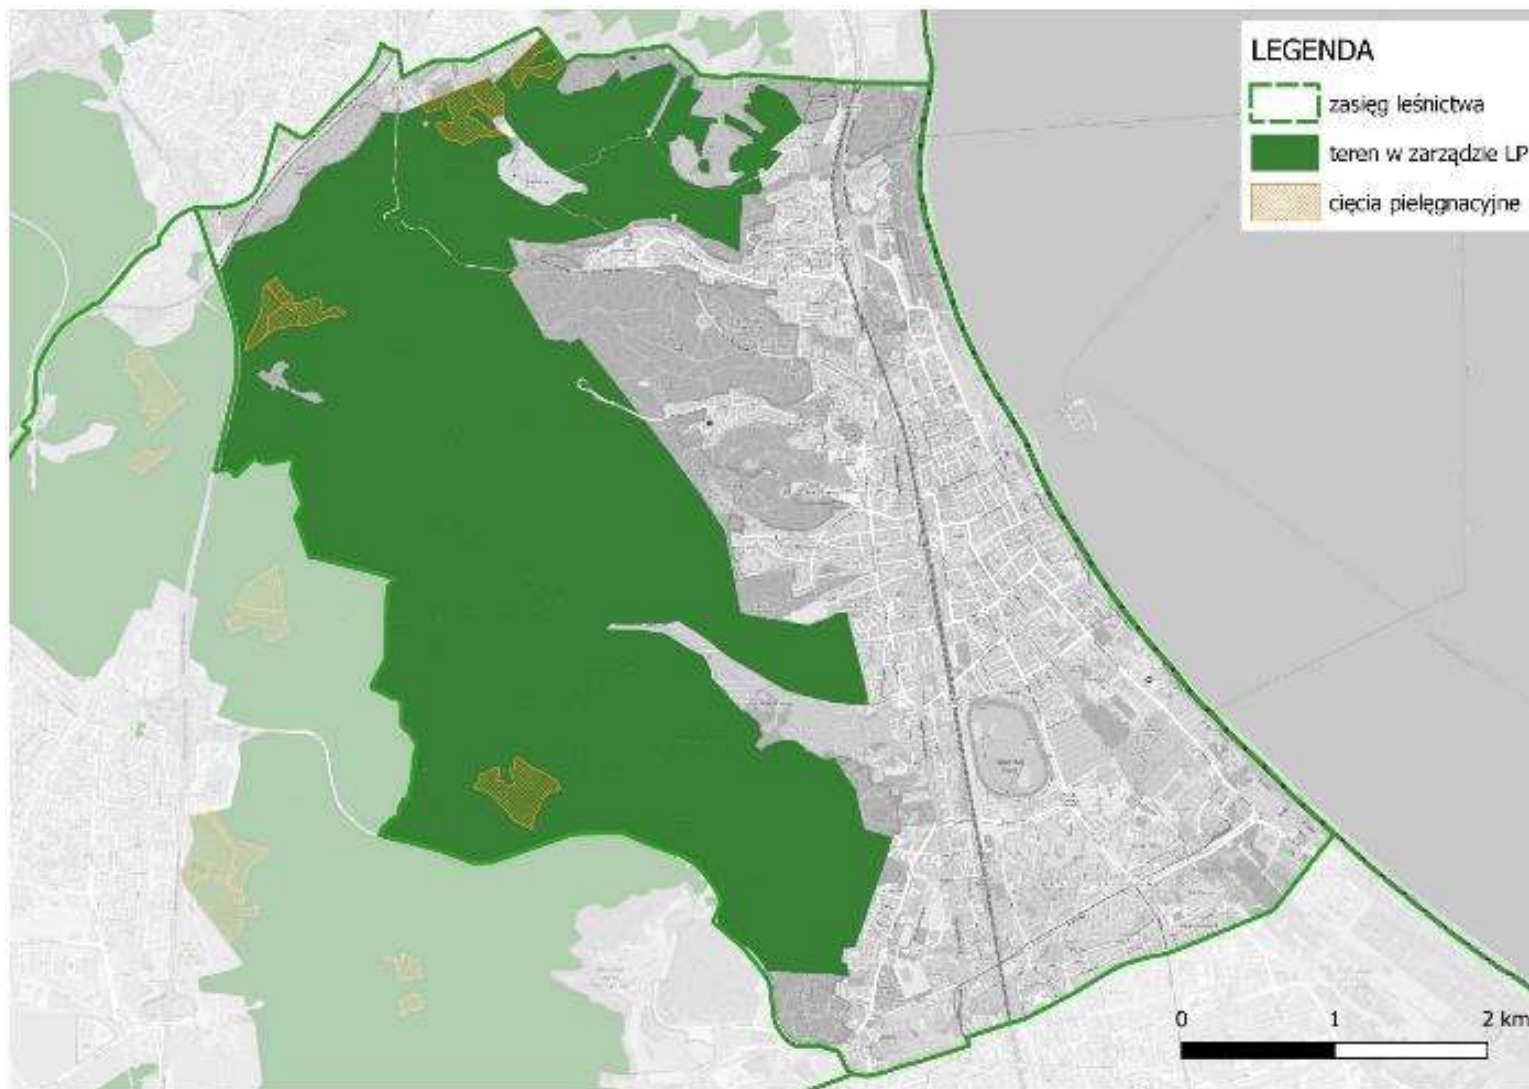 LEGENDA
zasięg leśnictwa
teren w zarządzie LP
cięcia pielęgnacyjne
0 1 2 km